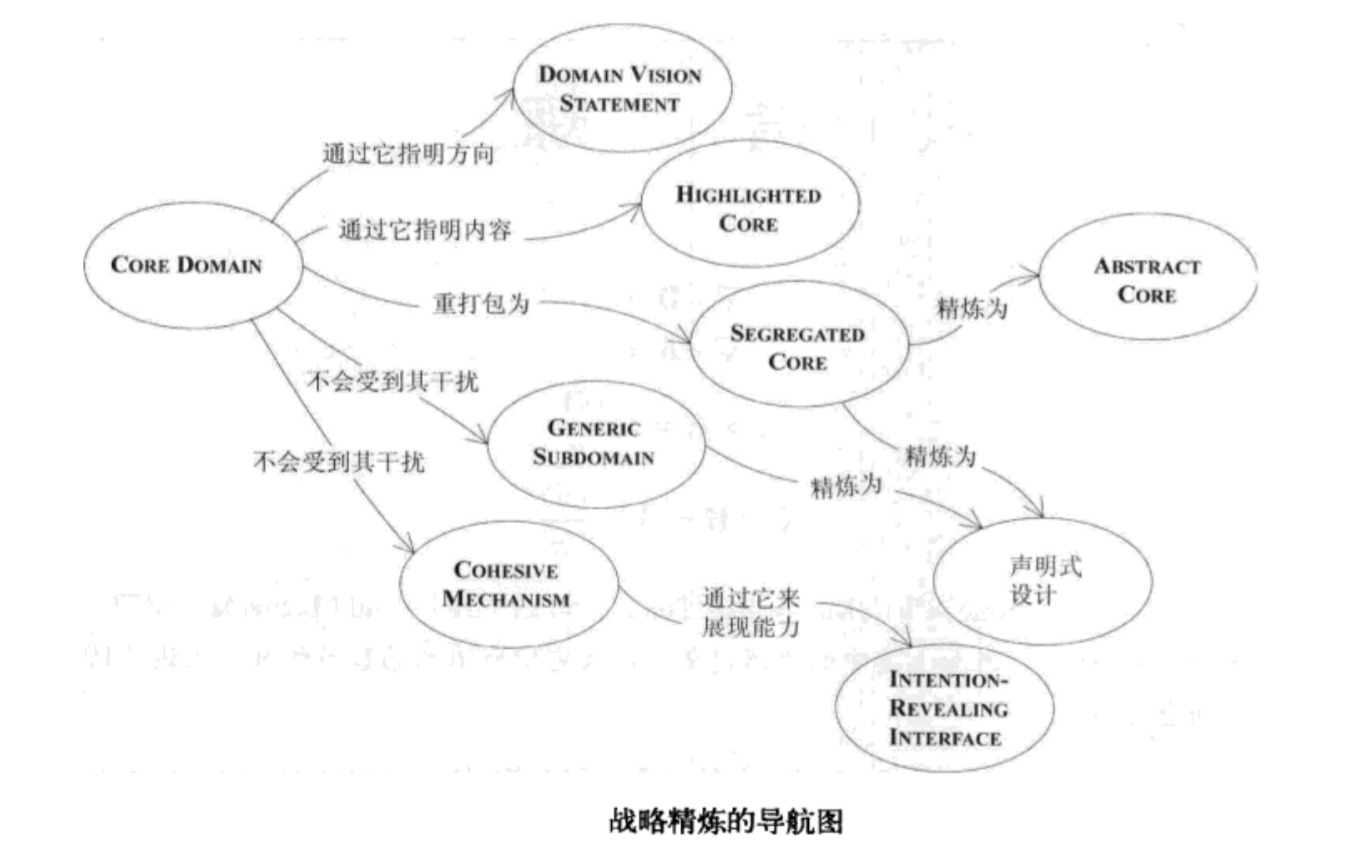 DOMAIN VISION
STATEMENT
通过它指明方向
HIGHLIGHTED
CORE
通过它指明内容
CORE DOMAIN
ABSTRACT
CORE
重打包为
精炼为
SEGREGATED
CORE
不会受到其干扰
GENERIC
SUBDOMAIN
不会受到其干扰
精炼为
精炼为
COHESIVE
MECHANISM
声明式
设计
通过它来
展现能力
INTENTION-
REVEALING
INTERFACE
战略精炼的导航图